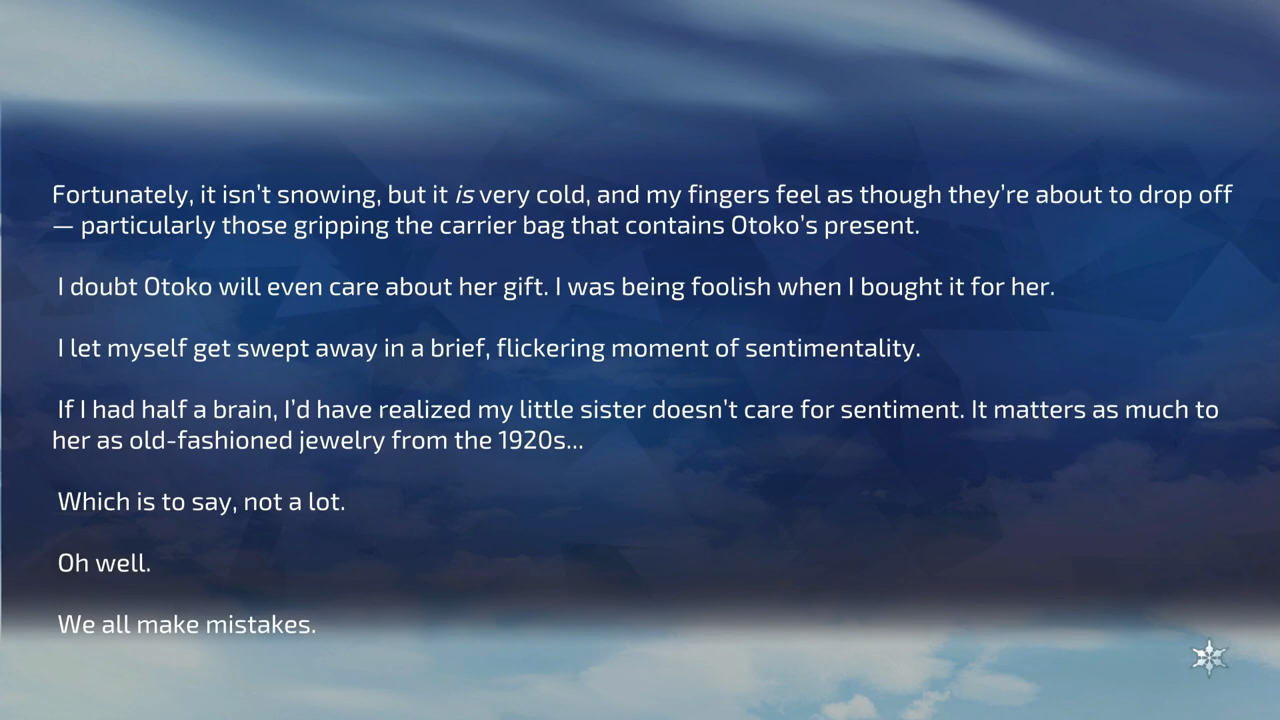 Fortunately, it isn’t snowing, but it is very cold, and my fingers feel as though they’re about to drop off
— particularly those gripping the carrier bag that contains Otoko’s present.
I doubt Otoko will even care about her gift. I was being foolish when I bought it for her.
I let myself get swept away in a brief, flickering moment of sentimentality.
If I had half a brain, I’d have realized my little sister doesn’t care for sentiment. It matters as much to
her as old-fashioned jewelry from the 1920s...
Which is to say, not a lot.
Oh well.
We all make mistakes.